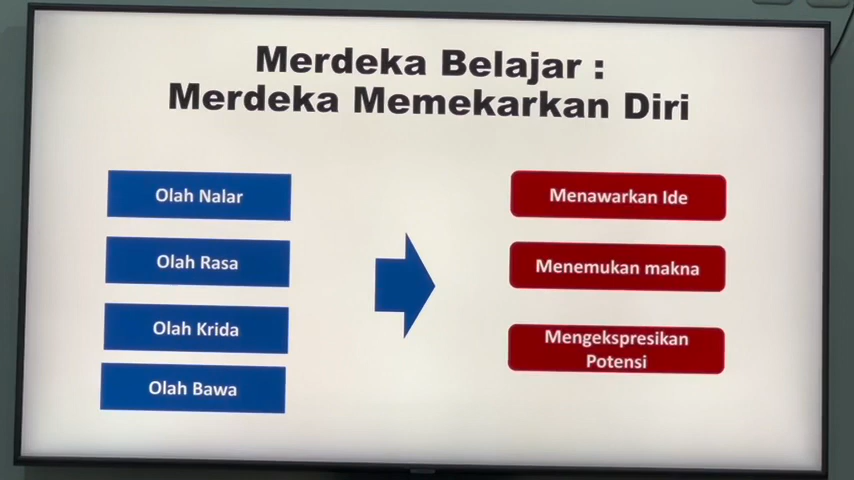 Merdeka Belajar :
Merdeka Memekarkan Diri
Olah Nalar
Olah Rasa
Olah Krida
Olah Bawa
Menawarkan Ide
Menemukan makna
Mengekspresikan
Potensi